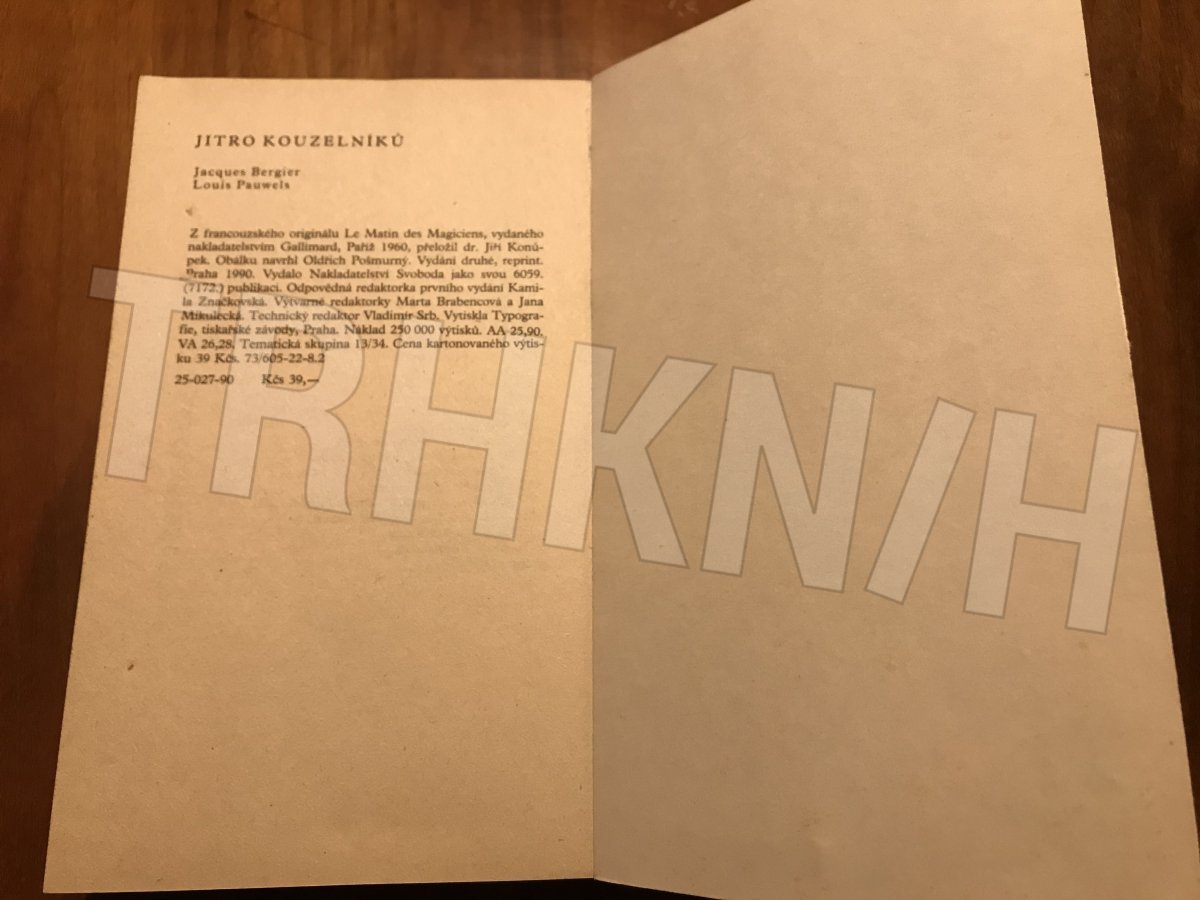 JITRO KOUZELNÍKŮ
Jacques Bergier
Louis Pauwels
Z francouzského originálu Le Matin des Magiciens, vydaného
nakladatelstvím Gallimard, Paříž 1960, přeložil dr. Jiří Konů-
pek. Obálku navrhl Oldřich Pošmurný. Vydání druhé, reprint.
Praha 1990. Vydalo Nakladatelství Svoboda jako svou 6059.
(7172.) publikaci. Odpovědná redaktorka prvního vydání Kami-
la Značkovská. Výtvarné redaktorky Marta Brabencová a Jana
Mikulecká. Technický redaktor Vladimír Srb. Vytiskla Typogra-
fie, tiskařské závody, Praha. Náklad 250 000 výtisků. AA 25,90,
VA 26,28. Tematická skupina 13/34. Cena kartonovaného výtis-
ku 39 Kčs. 73/605-22-8.2
25-027-90 Kčs 39,—
TRHKN/H